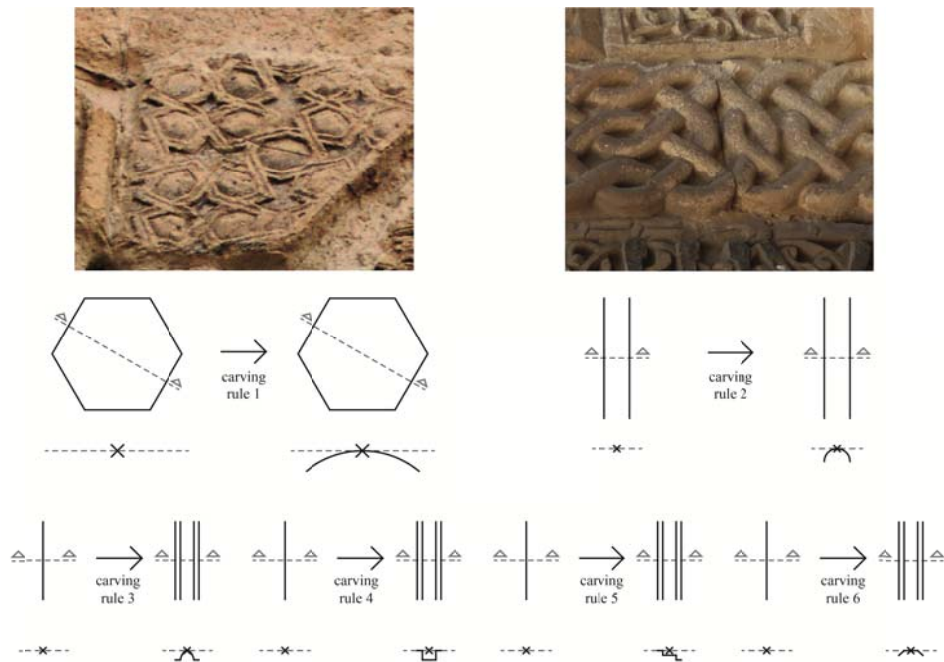 carving
rule 1
carving
rule 2
carving
rule 3
carving
rule 4
carving
rule 5
carving
rule 6